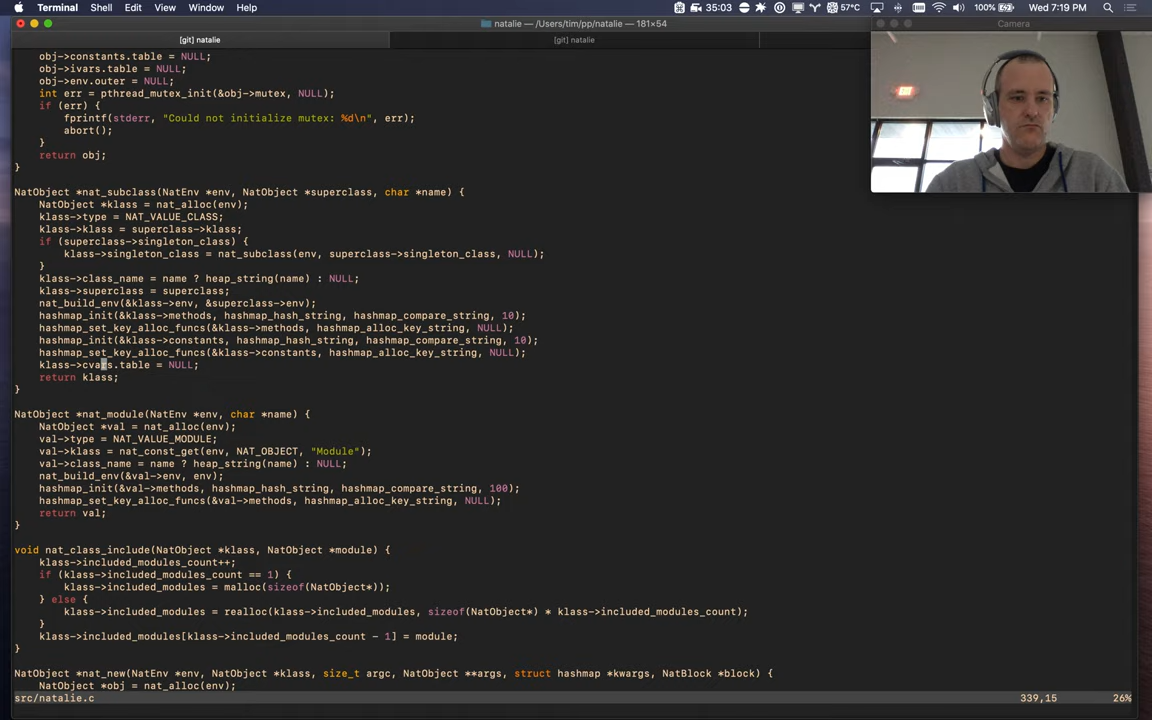 Terminal Shell Edit View Window Help 35:03 57°C 100% Wed 7:19 PM
natalie — /Users/tim/pp/natalie — 181×54
Camera
[git] natalie
[git] natalie
    obj->constants.table = NULL;
    obj->ivars.table = NULL;
    obj->env.outer = NULL;
    int err = pthread_mutex_init(&obj->mutex, NULL);
    if (err) {
        fprintf(stderr, "Could not initialize mutex: %d\n", err);
        abort();
    }
    return obj;
}
NatObject *nat_subclass(NatEnv *env, NatObject *superclass, char *name) {
    NatObject *klass = nat_alloc(env);
    klass->type = NAT_VALUE_CLASS;
    klass->klass = superclass->klass;
    if (superclass->singleton_class) {
        klass->singleton_class = nat_subclass(env, superclass->singleton_class, NULL);
    }
    klass->class_name = name ? heap_string(name) : NULL;
    klass->superclass = superclass;
    nat_build_env(&klass->env, &superclass->env);
    hashmap_init(&klass->methods, hashmap_hash_string, hashmap_compare_string, 10);
    hashmap_set_key_alloc_funcs(&klass->methods, hashmap_alloc_key_string, NULL);
    hashmap_init(&klass->constants, hashmap_hash_string, hashmap_compare_string, 10);
    hashmap_set_key_alloc_funcs(&klass->constants, hashmap_alloc_key_string, NULL);
    klass->cvars.table = NULL;
    return klass;
}
NatObject *nat_module(NatEnv *env, char *name) {
    NatObject *val = nat_alloc(env);
    val->type = NAT_VALUE_MODULE;
    val->klass = nat_const_get(env, NAT_OBJECT, "Module");
    val->class_name = name ? heap_string(name) : NULL;
    nat_build_env(&val->env, env);
    hashmap_init(&val->methods, hashmap_hash_string, hashmap_compare_string, 100);
    hashmap_set_key_alloc_funcs(&val->methods, hashmap_alloc_key_string, NULL);
    return val;
}
void nat_class_include(NatObject *klass, NatObject *module) {
    klass->included_modules_count++;
    if (klass->included_modules_count == 1) {
        klass->included_modules = malloc(sizeof(NatObject*));
    } else {
        klass->included_modules = realloc(klass->included_modules, sizeof(NatObject*) * klass->included_modules_count);
    }
    klass->included_modules[klass->included_modules_count - 1] = module;
}
NatObject *nat_new(NatEnv *env, NatObject *klass, size_t argc, NatObject **args, struct hashmap *kwargs, NatBlock *block) {
    NatObject *obj = nat_alloc(env);
src/natalie.c 339,15 26%